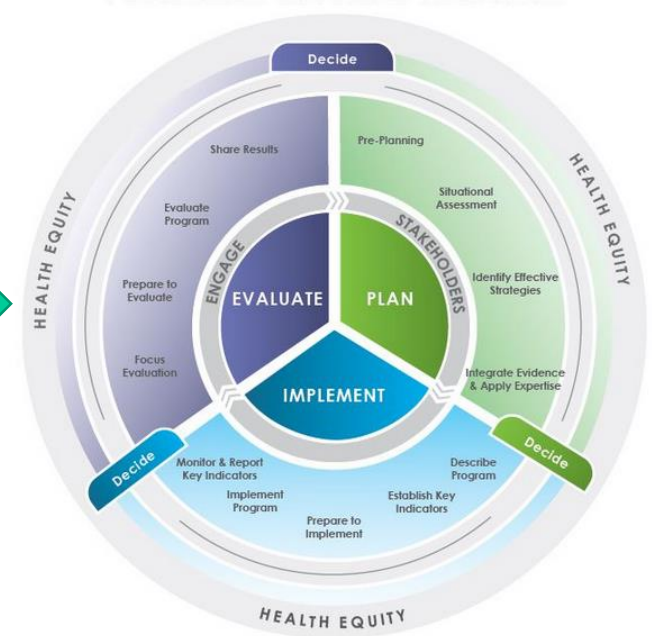 Decide
Share Results
Pre-Planning
HEALTH EQUITY
HEALTH EQUITY
Evaluate
Program
Situational
Assessment
ENGAGE
STAKEHOLDERS
Prepare to
Evaluate
EVALUATE
PLAN
Identify Effective
Strategies
Focus
Evaluation
IMPLEMENT
Integrate Evidence
& Apply Expertise
Decide
Decide
Monitor & Report
Key Indicators
Describe
Program
Implement
Program
Establish Key
Indicators
Prepare to
Implement
HEALTH EQUITY